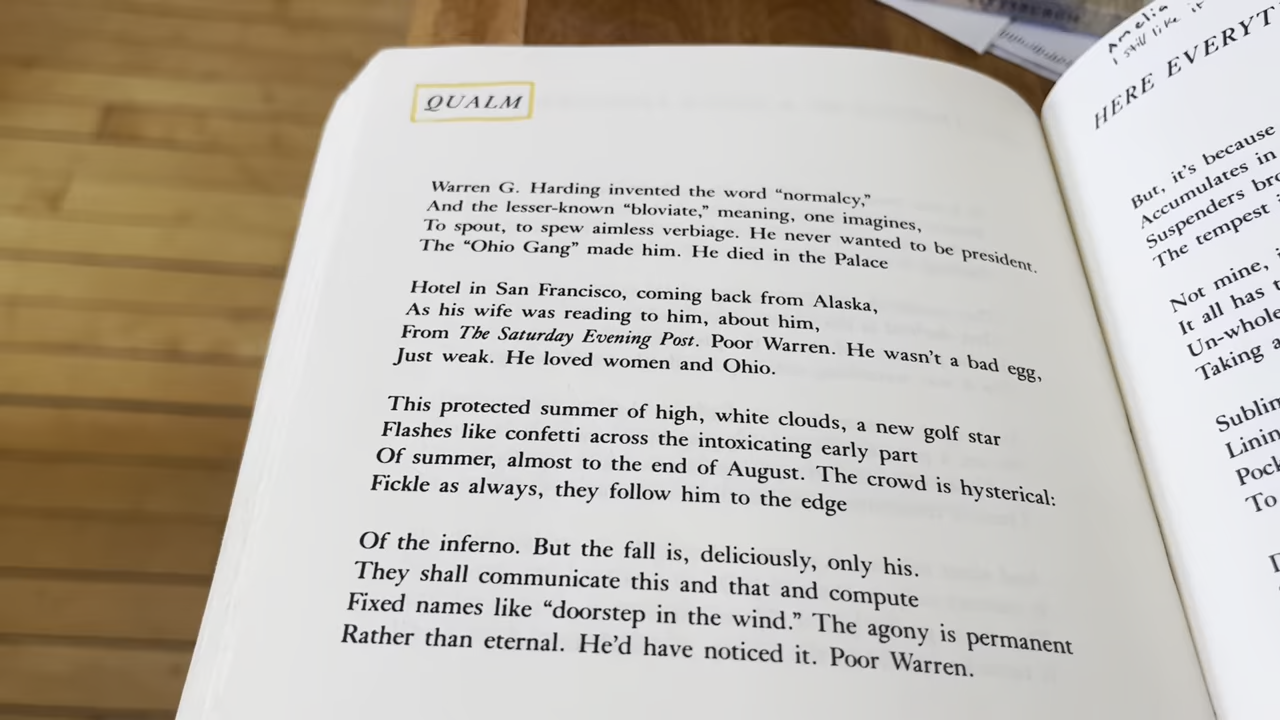 QUALM
Warren G. Harding invented the word “normalcy,”
And the lesser-known “bloviate,” meaning, one imagines,
To spout, to spew aimless verbiage. He never wanted to be president.
The “Ohio Gang” made him. He died in the Palace
Hotel in San Francisco, coming back from Alaska,
As his wife was reading to him, about him,
From The Saturday Evening Post. Poor Warren. He wasn’t a bad egg,
Just weak. He loved women and Ohio.
This protected summer of high, white clouds, a new golf star
Flashes like confetti across the intoxicating early part
Of summer, almost to the end of August. The crowd is hysterical:
Fickle as always, they follow him to the edge
Of the inferno. But the fall is, deliciously, only his.
They shall communicate this and that and compute
Fixed names like “doorstep in the wind.” The agony is permanent
Rather than eternal. He’d have noticed it. Poor Warren.
Amelia
I still like it
HERE EVERYT
But, it’s because
Accumulates in
Suspenders bro
The tempest
Not mine,
It all has t
Un-whole
Taking a
Sublin
Lining
Pock
To